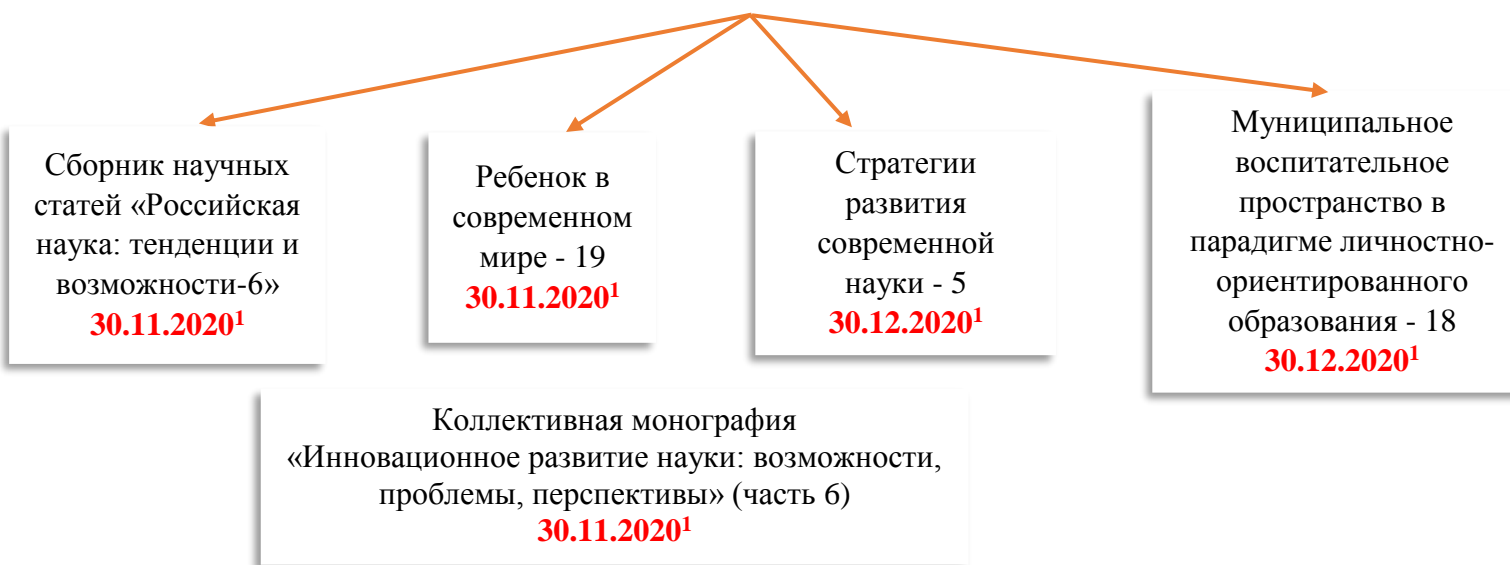 Сборник научных
статей «Российская
наука: тенденции и
возможности-6»
30.11.2020¹
Ребенок в
современном
мире - 19
30.11.2020¹
Стратегии
развития
современной
науки - 5
30.12.2020¹
Муниципальное
воспитательное
пространство в
парадигме личностно-
ориентированного
образования - 18
30.12.2020¹
Коллективная монография
«Инновационное развитие науки: возможности,
проблемы, перспективы» (часть 6)
30.11.2020¹